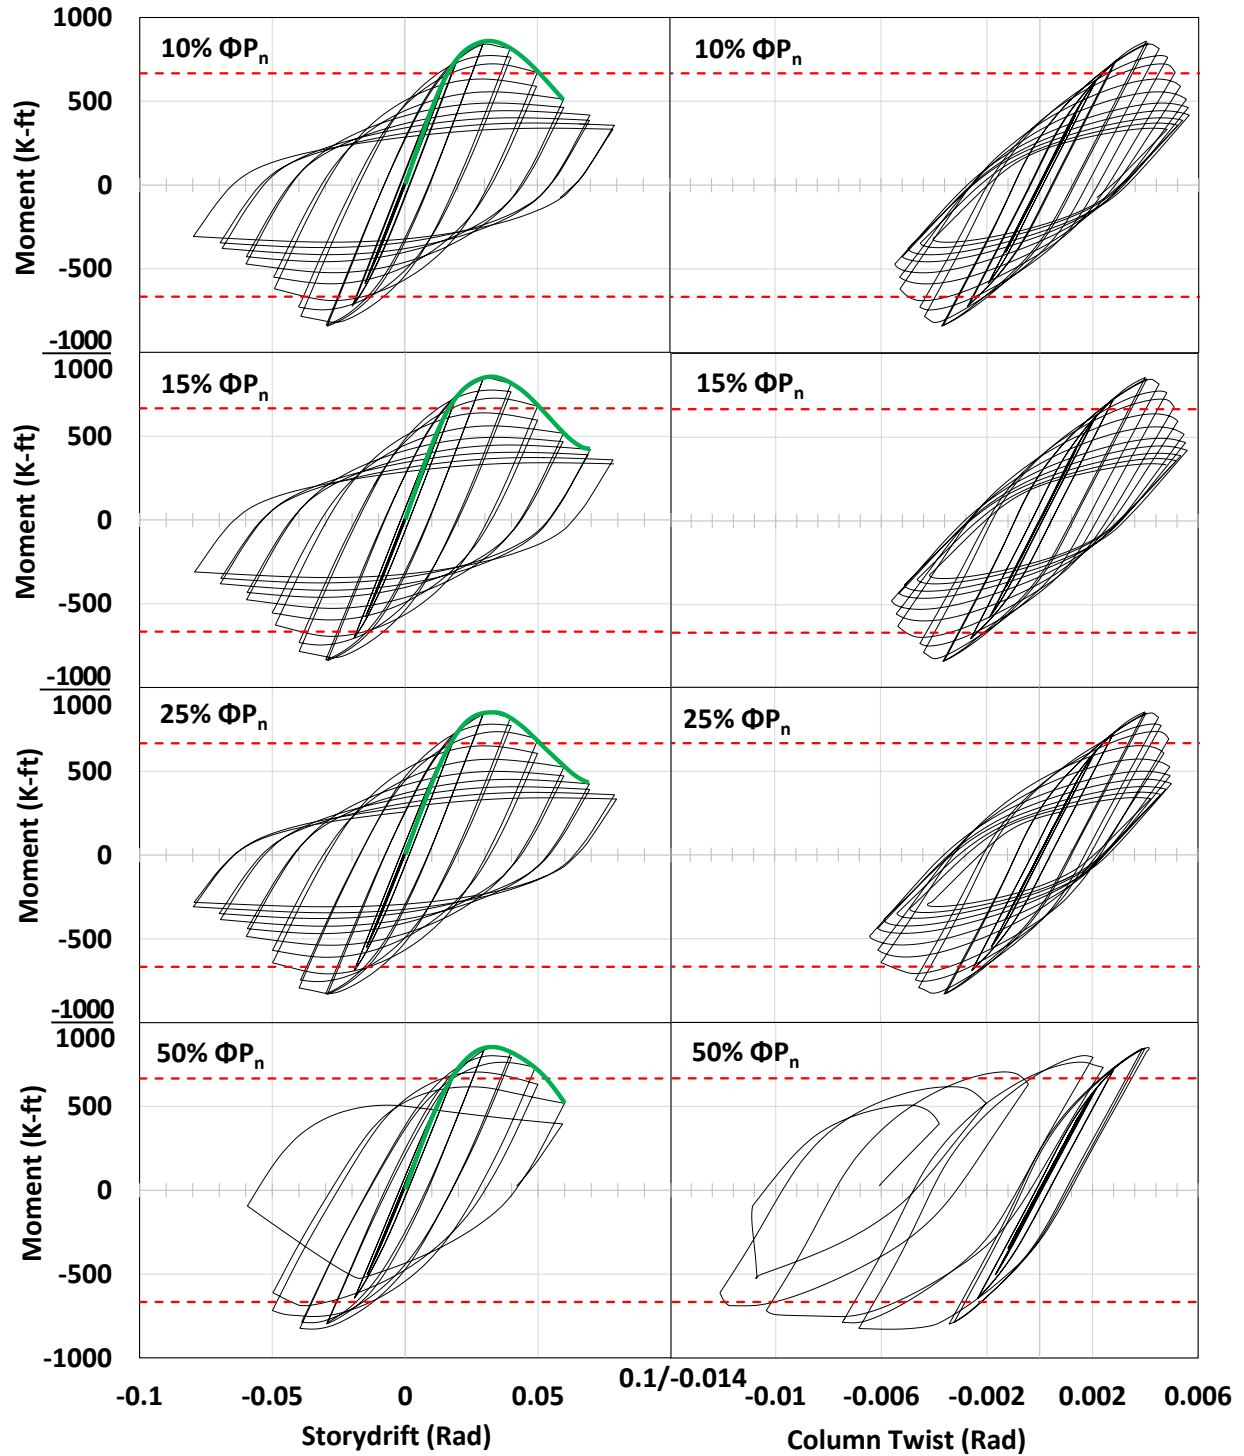 1000
500
0
-500
-1000
Moment (K-ft)
10% ΦPn
10% ΦPn
1000
500
0
-500
-1000
Moment (K-ft)
15% ΦPn
15% ΦPn
1000
500
0
-500
-1000
Moment (K-ft)
25% ΦPn
25% ΦPn
1000
500
0
-500
-1000
Moment (K-ft)
50% ΦPn
50% ΦPn
-0.1
-0.05
0
0.05
0.1/-0.014
-0.01
-0.006
-0.002
0.002
0.006
Storydrift (Rad)
Column Twist (Rad)